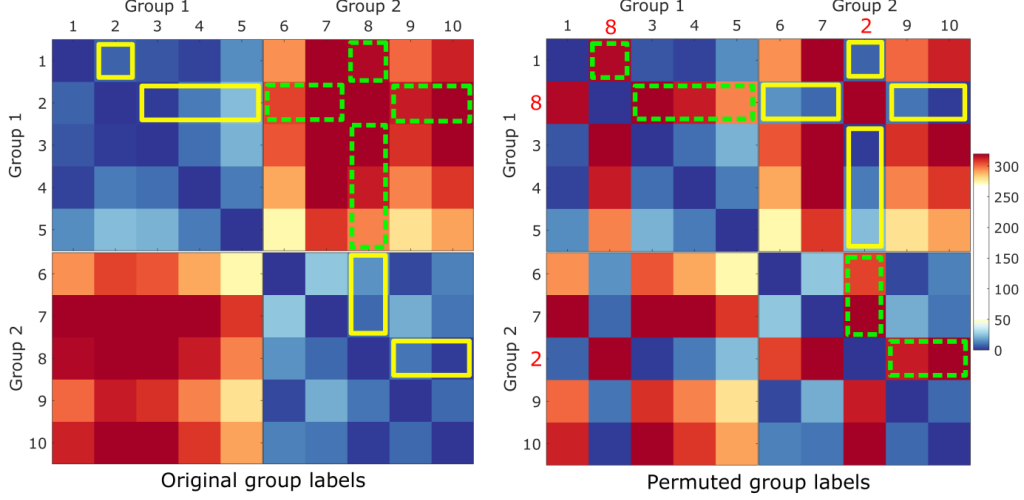 Group 1 Group 2 Group 1 Group 2
1 2 3 4 5 6 7 8 9 10 1 8 3 4 5 6 7 2 9 10
1 1
2 8
3 3
4 4
5 5
6 6
7 7
8 2
9 9
10 10
Group 1
Group 2
Group 1
Group 2
300
250
200
150
100
50
0
Original group labels Permuted group labels